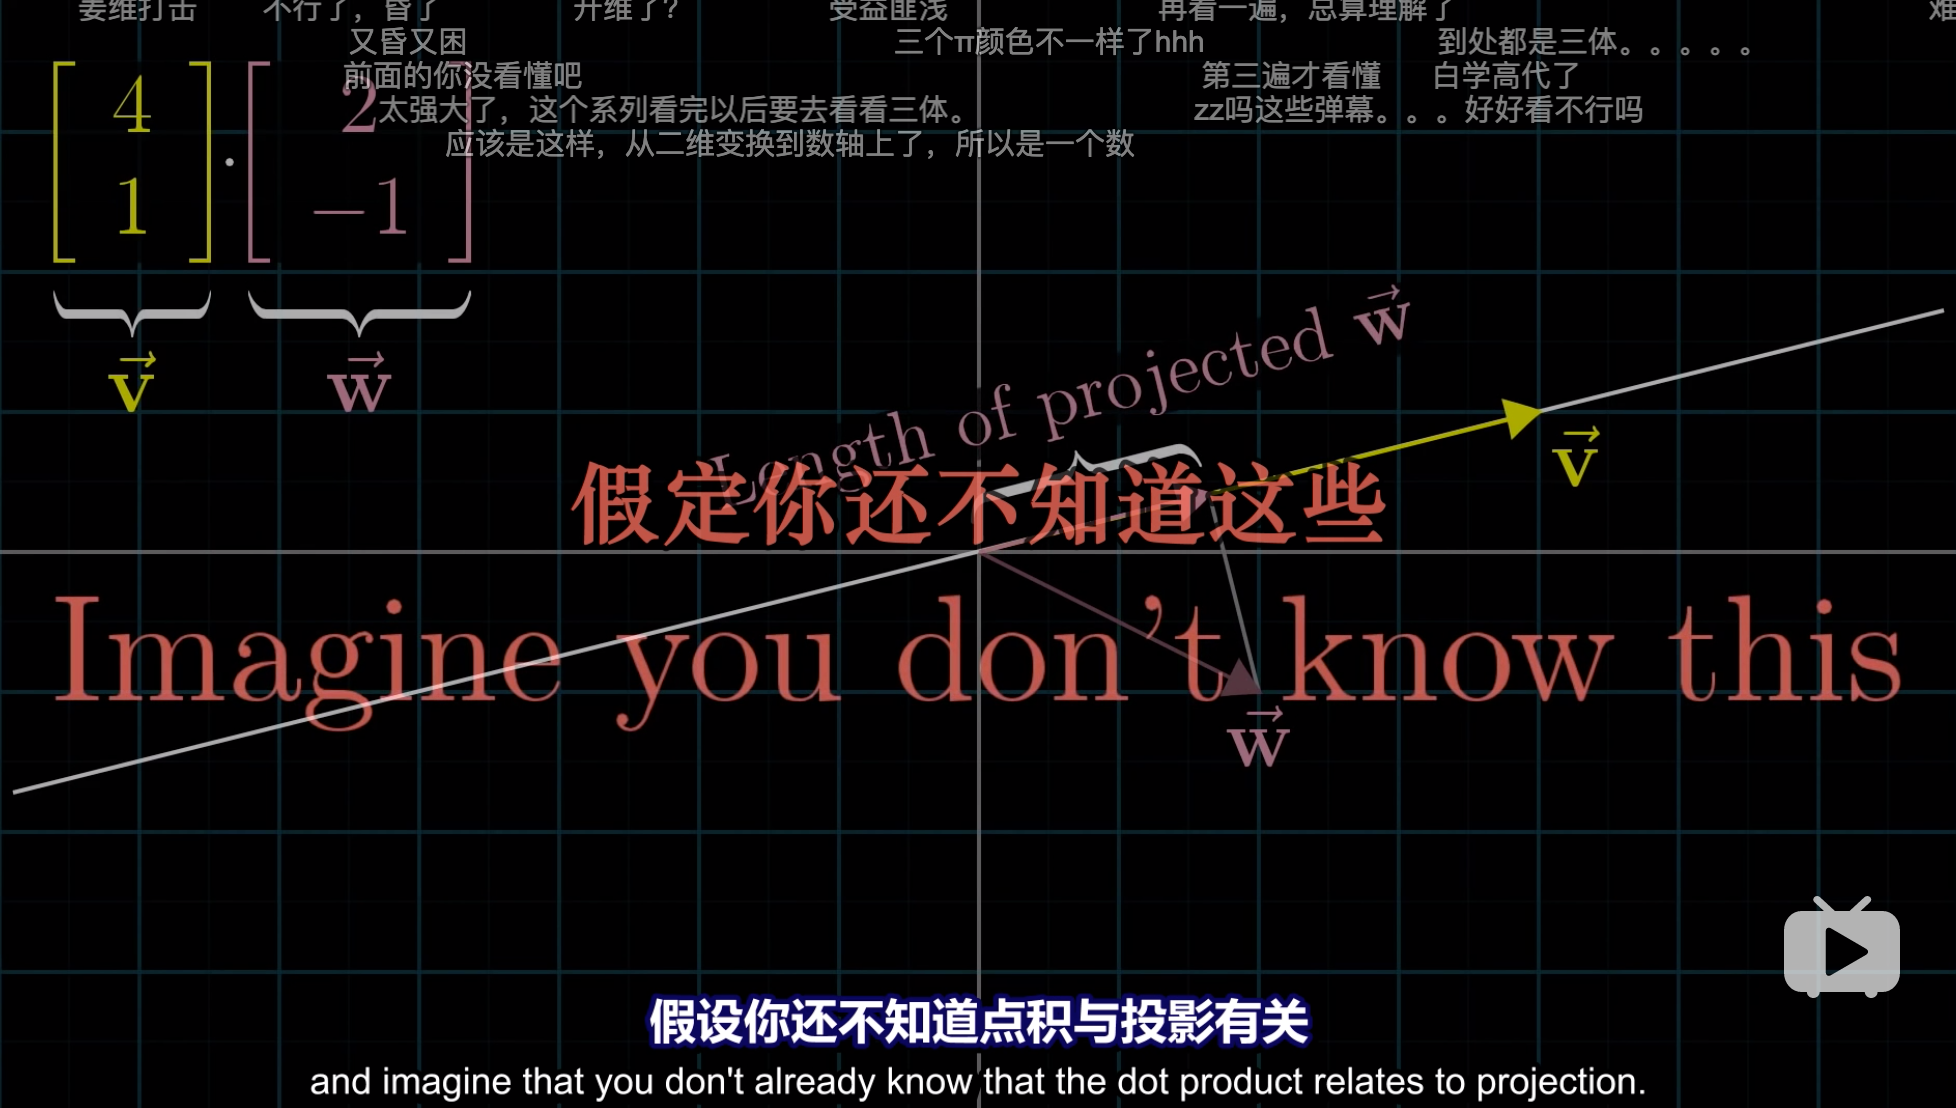 姜维打击 不行了，昏了 升维了？ 受益匪浅 再看一遍，总算理解了 难
又昏又困 三个π颜色不一样了hhh 到处都是三体。。。。。
前面的你没看懂吧 第三遍才看懂 白学高代了
太强大了，这个系列看完以后要去看看三体。 zz吗这些弹幕。。。好好看不行吗
应该是这样，从二维变换到数轴上了，所以是一个数
[4 1] · [2 -1]
v⃗ w⃗
Length of projected w⃗
v⃗
假定你还不知道这些
Imagine you don't know this
w⃗
假设你还不知道点积与投影有关
and imagine that you don't already know that the dot product relates to projection.